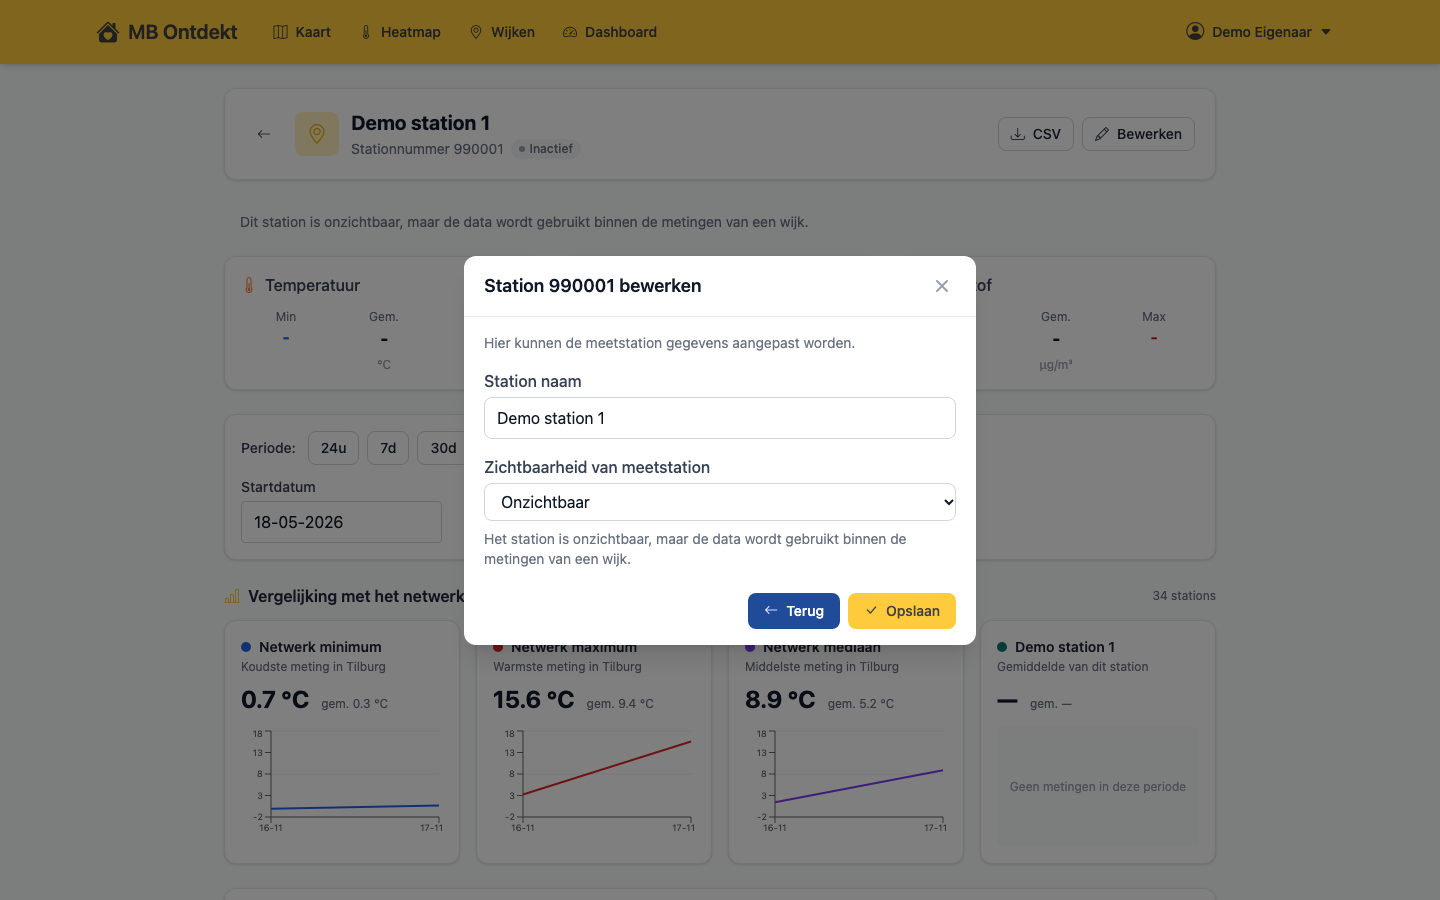 MB Ontdekt
Kaart
Heatmap
Wijken
Dashboard
Demo Eigenaar
Demo station 1
Stationnummer 990001
Inactief
CSV
Bewerken
Dit station is onzichtbaar, maar de data wordt gebruikt binnen de metingen van een wijk.
Temperatuur
Min
-
Gem.
-
°C
Gem.
-
µg/m³
Max
-
Periode:
24u
7d
30d
Startdatum
18-05-2026
Station 990001 bewerken
Hier kunnen de meetstation gegevens aangepast worden.
Station naam
Demo station 1
Zichtbaarheid van meetstation
Onzichtbaar
Het station is onzichtbaar, maar de data wordt gebruikt binnen de
metingen van een wijk.
Terug
Opslaan
Vergelijking met het netwerk
34 stations
Netwerk minimum
Koudste meting in Tilburg
0.7 °C gem. 0.3 °C
18
13
8
3
-2
16-11
17-11
Netwerk maximum
Warmste meting in Tilburg
15.6 °C gem. 9.4 °C
18
13
8
3
-2
16-11
17-11
Netwerk mediaan
Middelste meting in Tilburg
8.9 °C gem. 5.2 °C
18
13
8
3
-2
16-11
17-11
Demo station 1
Gemiddelde van dit station
— gem. —
Geen metingen in deze periode